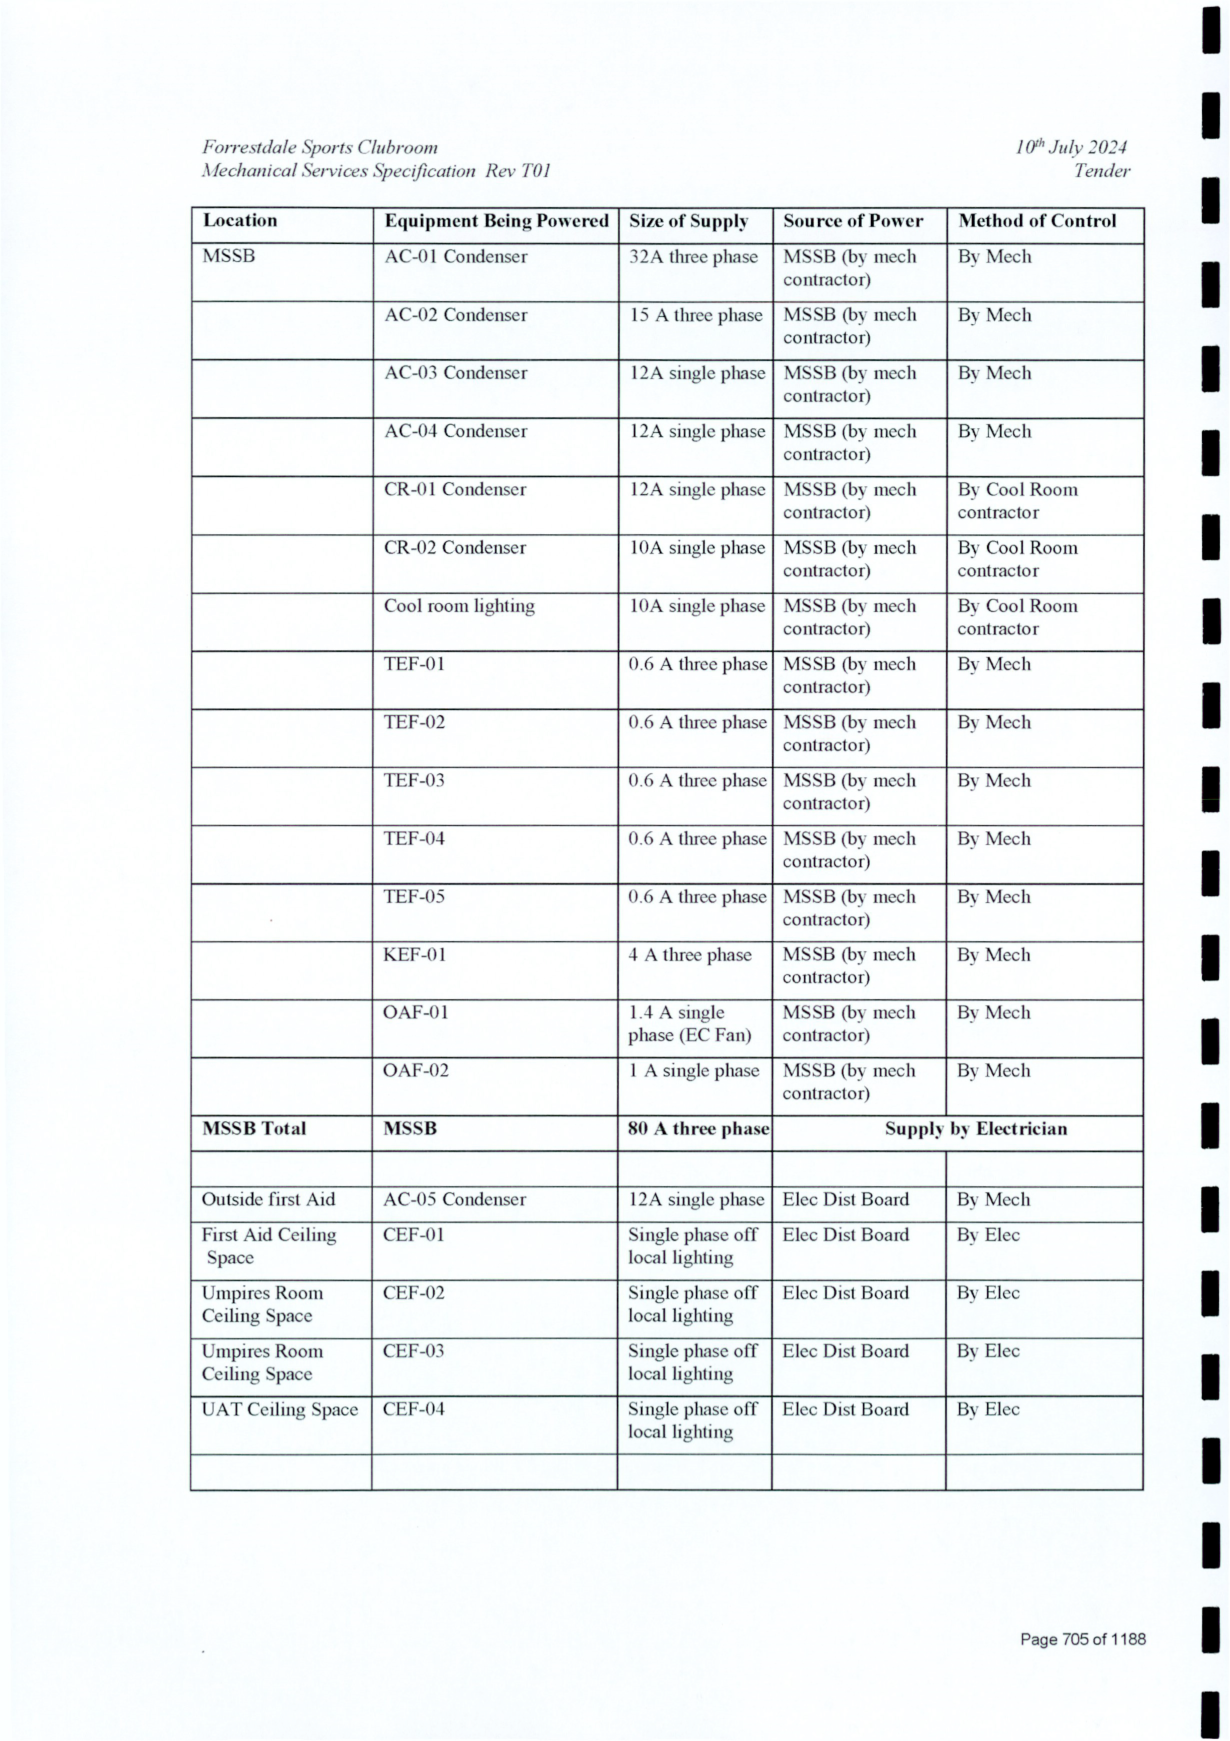 Forrestdale Sports Clubroom 10th July 2024
Mechanical Services Specification Rev T01 Tender
Location Equipment Being Powered Size of Supply Source of Power Method of Control
MSSB AC-01 Condenser 32A three phase MSSB (by mech By Mech
contractor)
AC-02 Condenser 15 A three phase MSSB (by mech By Mech
contractor)
AC-03 Condenser 12A single phase MSSB (by mech By Mech
contractor)
AC-04 Condenser 12A single phase MSSB (by mech By Mech
contractor)
CR-01 Condenser 12A single phase MSSB (by mech By Cool Room
contractor) contractor
CR-02 Condenser 10A single phase MSSB (by mech By Cool Room
contractor) contractor
Cool room lighting 10A single phase MSSB (by mech By Cool Room
contractor) contractor
TEF-01 0.6 A three phase MSSB (by mech By Mech
contractor)
TEF-02 0.6 A three phase MSSB (by mech By Mech
contractor)
TEF-03 0.6 A three phase MSSB (by mech By Mech
contractor)
TEF-04 0.6 A three phase MSSB (by mech By Mech
contractor)
TEF-05 0.6 A three phase MSSB (by mech By Mech
contractor)
KEF-01 4 A three phase MSSB (by mech By Mech
contractor)
OAF-01 1.4 A single MSSB (by mech By Mech
phase (EC Fan) contractor)
OAF-02 1 A single phase MSSB (by mech By Mech
contractor)
MSSB Total MSSB 80 A three phase Supply by Electrician
Outside first Aid AC-05 Condenser 12A single phase Elec Dist Board By Mech
First Aid Ceiling CEF-01 Single phase off Elec Dist Board By Elec
Space local lighting
Umpires Room CEF-02 Single phase off Elec Dist Board By Elec
Ceiling Space local lighting
Umpires Room CEF-03 Single phase off Elec Dist Board By Elec
Ceiling Space local lighting
UAT Ceiling Space CEF-04 Single phase off Elec Dist Board By Elec
local lighting
Page 705 of 1188